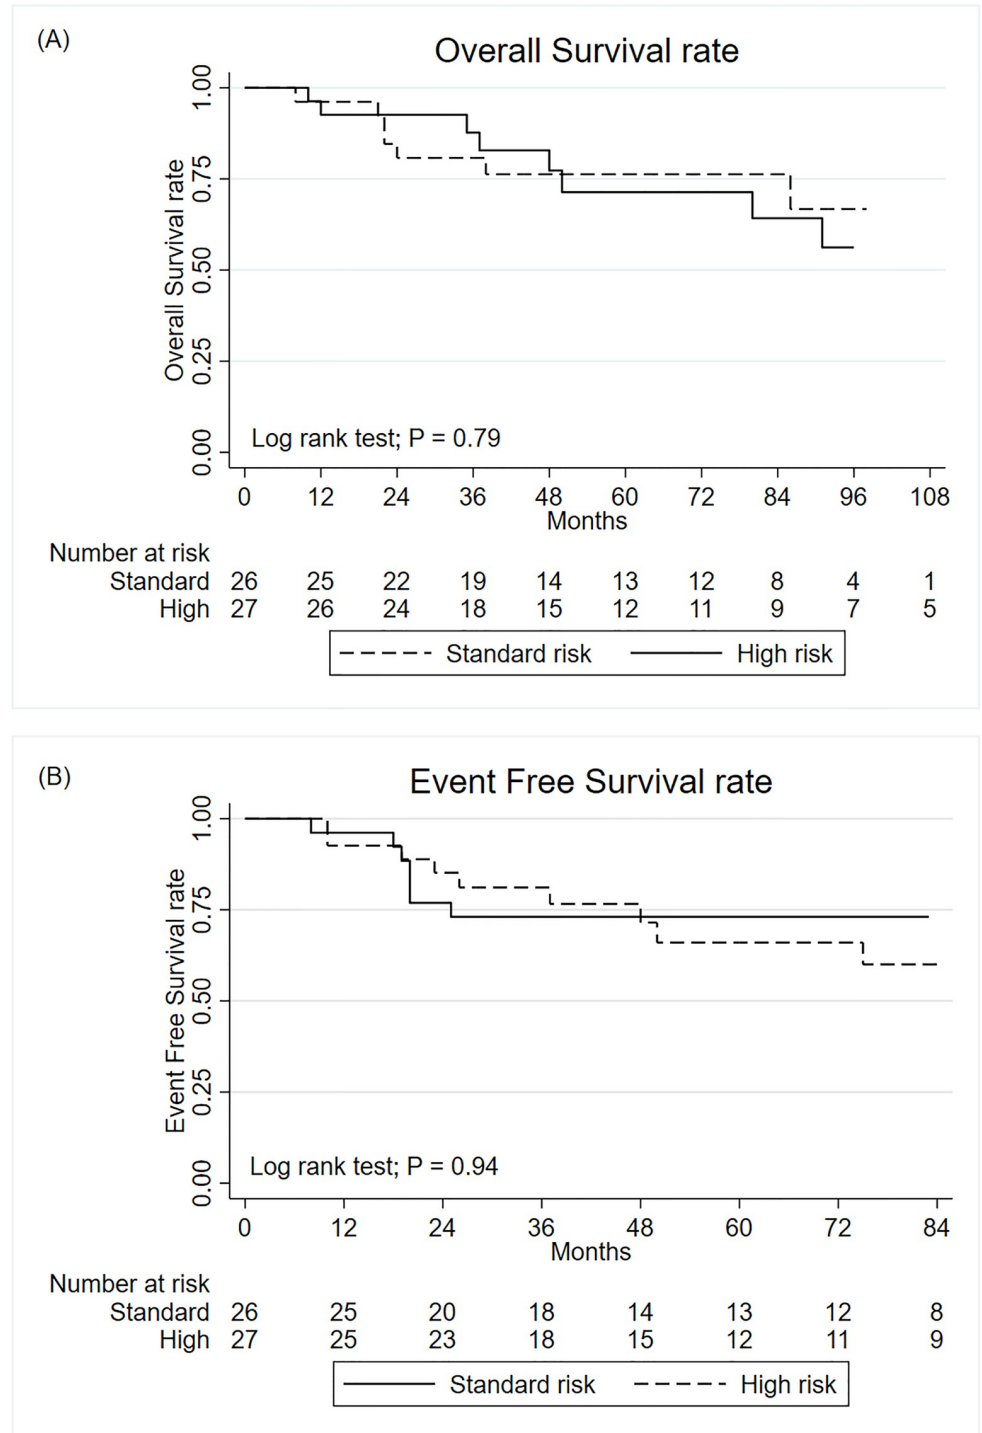 (A)
Overall Survival rate
Overall Survival rate
1.00
0.75
0.50
0.25
0.00
Log rank test; P = 0.79
0 12 24 36 48 60 72 84 96 108
Months
Number at risk
Standard 26 25 22 19 14 13 12 8 4 1
High 27 26 24 18 15 12 11 9 7 5
Standard risk High risk
(B)
Event Free Survival rate
Event Free Survival rate
1.00
0.75
0.50
0.25
0.00
Log rank test; P = 0.94
0 12 24 36 48 60 72 84
Months
Number at risk
Standard 26 25 20 18 14 13 12 8
High 27 25 23 18 15 12 11 9
Standard risk High risk